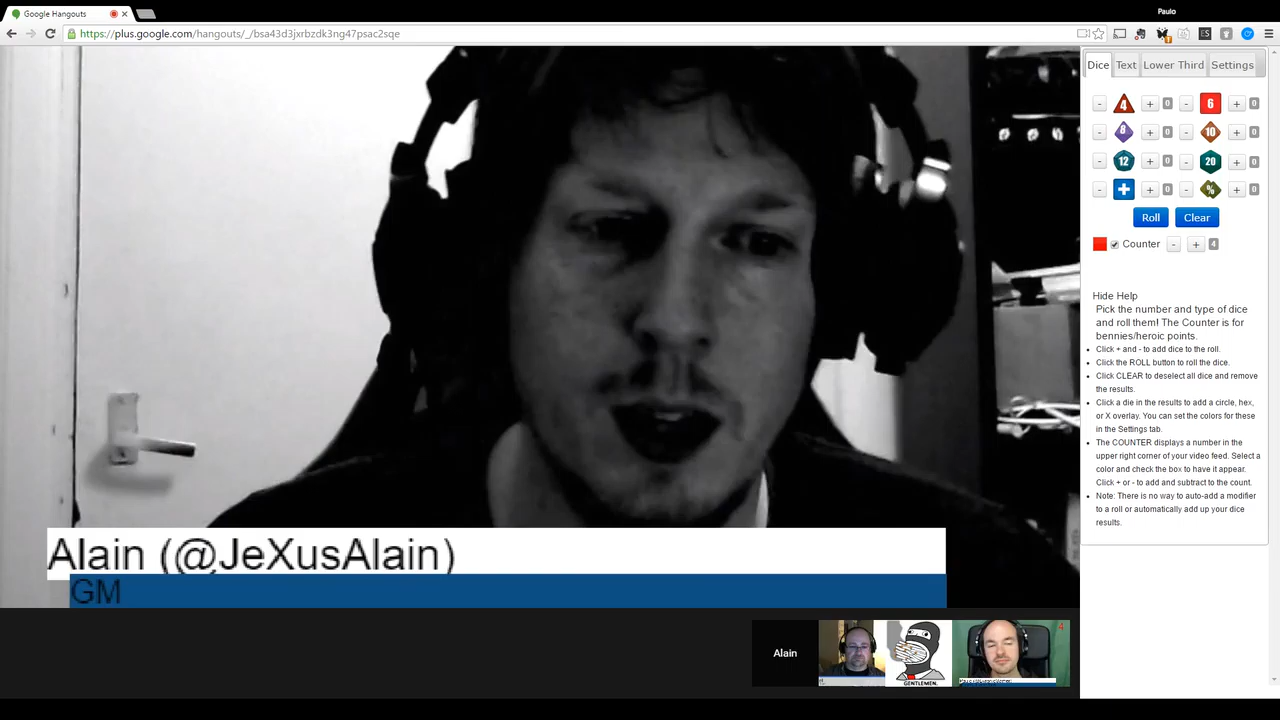 Paulo
Google Hangouts
https://plus.google.com/hangouts/_/bsa43d3jxrbzdk3ng47psac2sqe
ES
Dice Text Lower Third Settings
- 4 + 0 - 6 + 0
- 8 + 0 - 10 + 0
- 12 + 0 - 20 + 0
- + + 0 - % + 0
Roll Clear
Counter - + 4
Hide Help
Pick the number and type of dice
and roll them! The Counter is for
bennies/heroic points.
Click + and - to add dice to the roll.
Click the ROLL button to roll the dice.
Click CLEAR to deselect all dice and remove
the results.
Click a die in the results to add a circle, hex,
or X overlay. You can set the colors for these
in the Settings tab.
The COUNTER displays a number in the
upper right corner of your video feed. Select a
color and check the box to have it appear.
Click + or - to add and subtract to the count.
Note: There is no way to auto-add a modifier
to a roll or automatically add up your dice
results.
Alain (@JeXusAlain)
GM
Alain
GENTLEMEN.
4